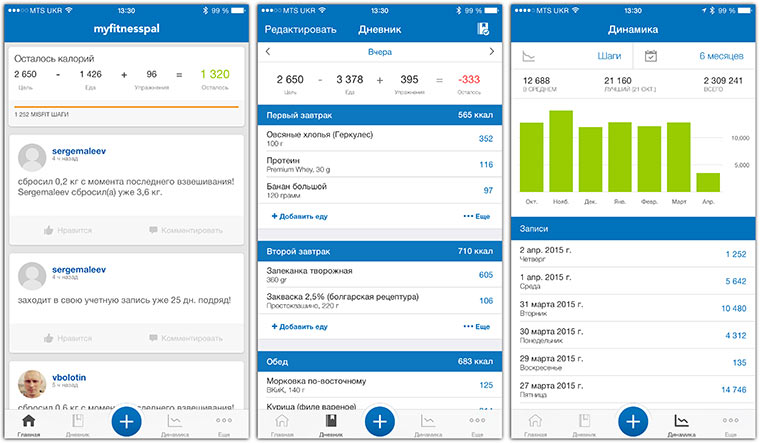 MTS UKR 13:30 99 %
myfitnesspal
Осталось калорий
2 650 - 1 426 + 96 = 1 320
Цель Еда Упражнения Осталось
1 252 MISFIT ШАГИ
sergemaleev
4 ч назад
сбросил 0,2 кг с момента последнего взвешивания!
Sergemaleev сбросил(а) уже 3,6 кг.
Нравится Комментировать
sergemaleev
4 ч назад
заходит в свою учетную запись уже 25 дн. подряд!
Нравится Комментировать
vbolotin
5 ч назад
сбросил 0,6 кг с момента последнего взвешивания!
Главная Дневник + Динамика Еще
MTS UKR 13:30 99 %
Редактировать Дневник
Вчера
2 650 - 3 378 + 395 = -333
Цель Еда Упражнения Осталось
Первый завтрак 565 ккал
Овсяные хлопья (Геркулес) 352
100 г
Протеин 116
Premium Whey, 30 g
Банан большой 97
120 грамм
+ Добавить еду ••• Еще
Второй завтрак 710 ккал
Запеканка творожная 605
360 gr
Закваска 2,5% (болгарская рецептура) 106
Простоквашино, 220 г
+ Добавить еду ••• Еще
Обед 683 ккал
Морковка по-восточному 125
ВКиК, 140 г
Курица (филе вареное)
Главная Дневник + Динамика Еще
MTS UKR 13:30 99 %
Динамика
Шаги 6 месяцев
12 688 21 160 2 309 241
В СРЕДНЕМ ЛУЧШИЙ (21 ОКТ.) ВСЕГО
10,000
5,000
Окт. Нояб. Дек. Янв. Февр. Март Апр.
Записи
2 апр. 2015 г. 1 252
Четверг
1 апр. 2015 г. 5 642
Среда
31 марта 2015 г. 10 480
Вторник
30 марта 2015 г. 4 312
Понедельник
29 марта 2015 г. 135
Воскресенье
27 марта 2015 г. 14 746
Пятница
Главная Дневник + Динамика Еще